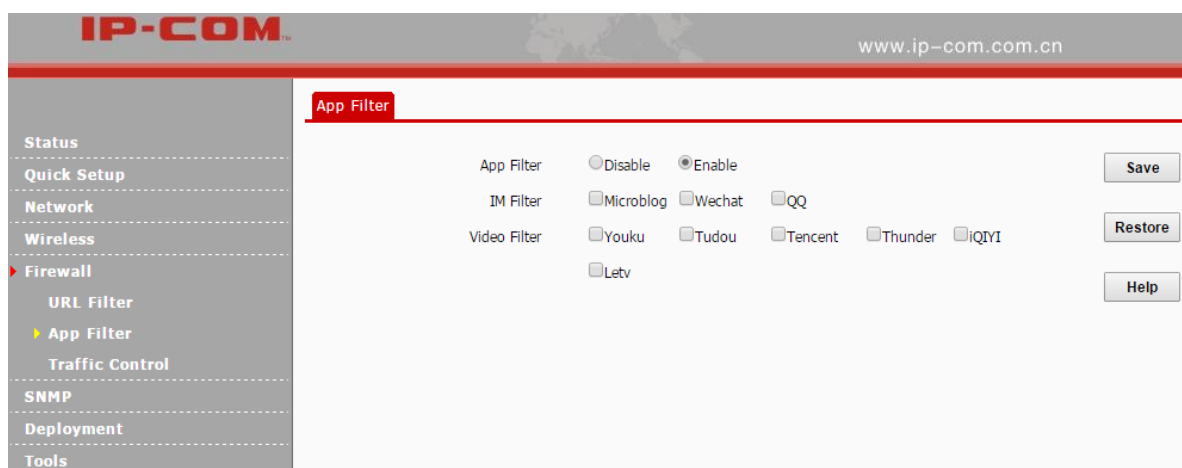 IP-COM
www.ip-com.com.cn
App Filter
Status
Quick Setup
Network
Wireless
Firewall
URL Filter
App Filter
Traffic Control
SNMP
Deployment
Tools
App Filter Disable Enable
IM Filter Microblog Wechat QQ
Video Filter Youku Tudou Tencent Thunder iQIYI
Letv
Save
Restore
Help